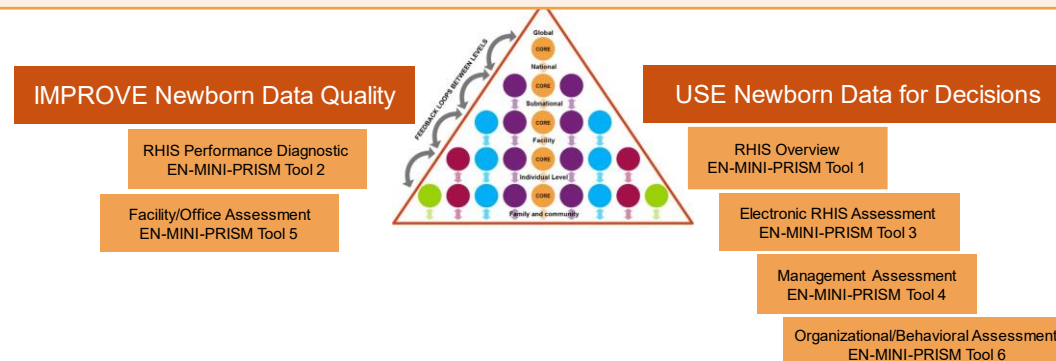 IMPROVE Newborn Data Quality
RHIS Performance Diagnostic
EN-MINI-PRISM Tool 2
Facility/Office Assessment
EN-MINI-PRISM Tool 5
FEEDBACK LOOPS BETWEEN LEVELS
Global
CORE
National
CORE
Subnational
CORE
Facility
CORE
Individual Level
CORE
Family and community
USE Newborn Data for Decisions
RHIS Overview
EN-MINI-PRISM Tool 1
Electronic RHIS Assessment
EN-MINI-PRISM Tool 3
Management Assessment
EN-MINI-PRISM Tool 4
Organizational/Behavioral Assessment
EN-MINI-PRISM Tool 6